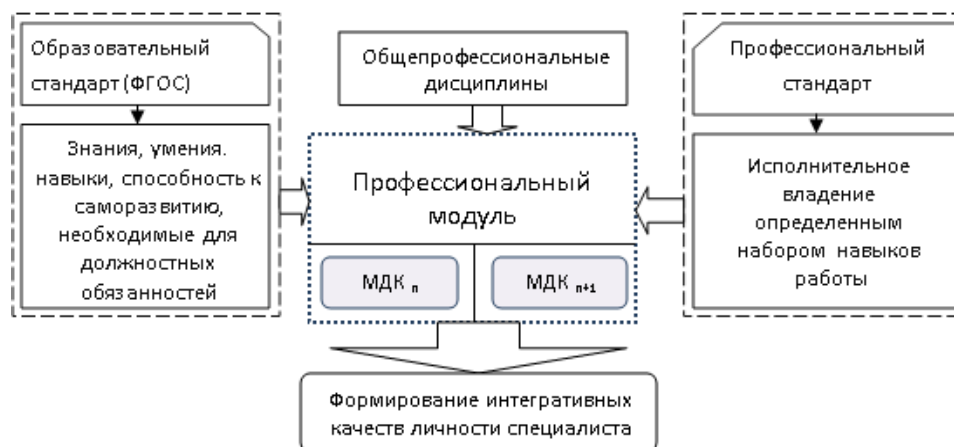 Образовательный
стандарт (ФГОС)
Знания, умения.
навыки, способность к
саморазвитию,
необходимые для
должностных
обязанностей
Общепрофессиональные
дисциплины
Профессиональный
модуль
МДК n
МДК n+1
Профессиональный
стандарт
Исполнительное
владение
определенным
набором навыков
работы
Формирование интегративных
качеств личности специалиста